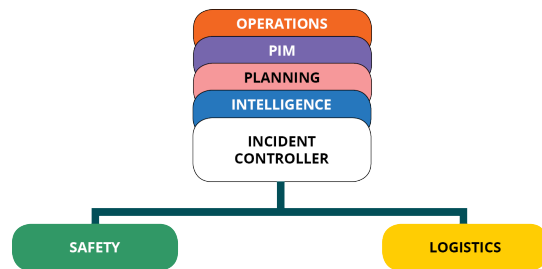 OPERATIONS
PIM
PLANNING
INTELLIGENCE
INCIDENT
CONTROLLER
SAFETY
LOGISTICS